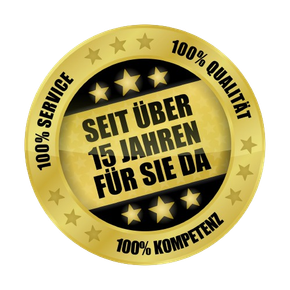 100% SERVICE
100% QUALITÄT
SEIT ÜBER
15 JAHREN
FÜR SIE DA
100% KOMPETENZ